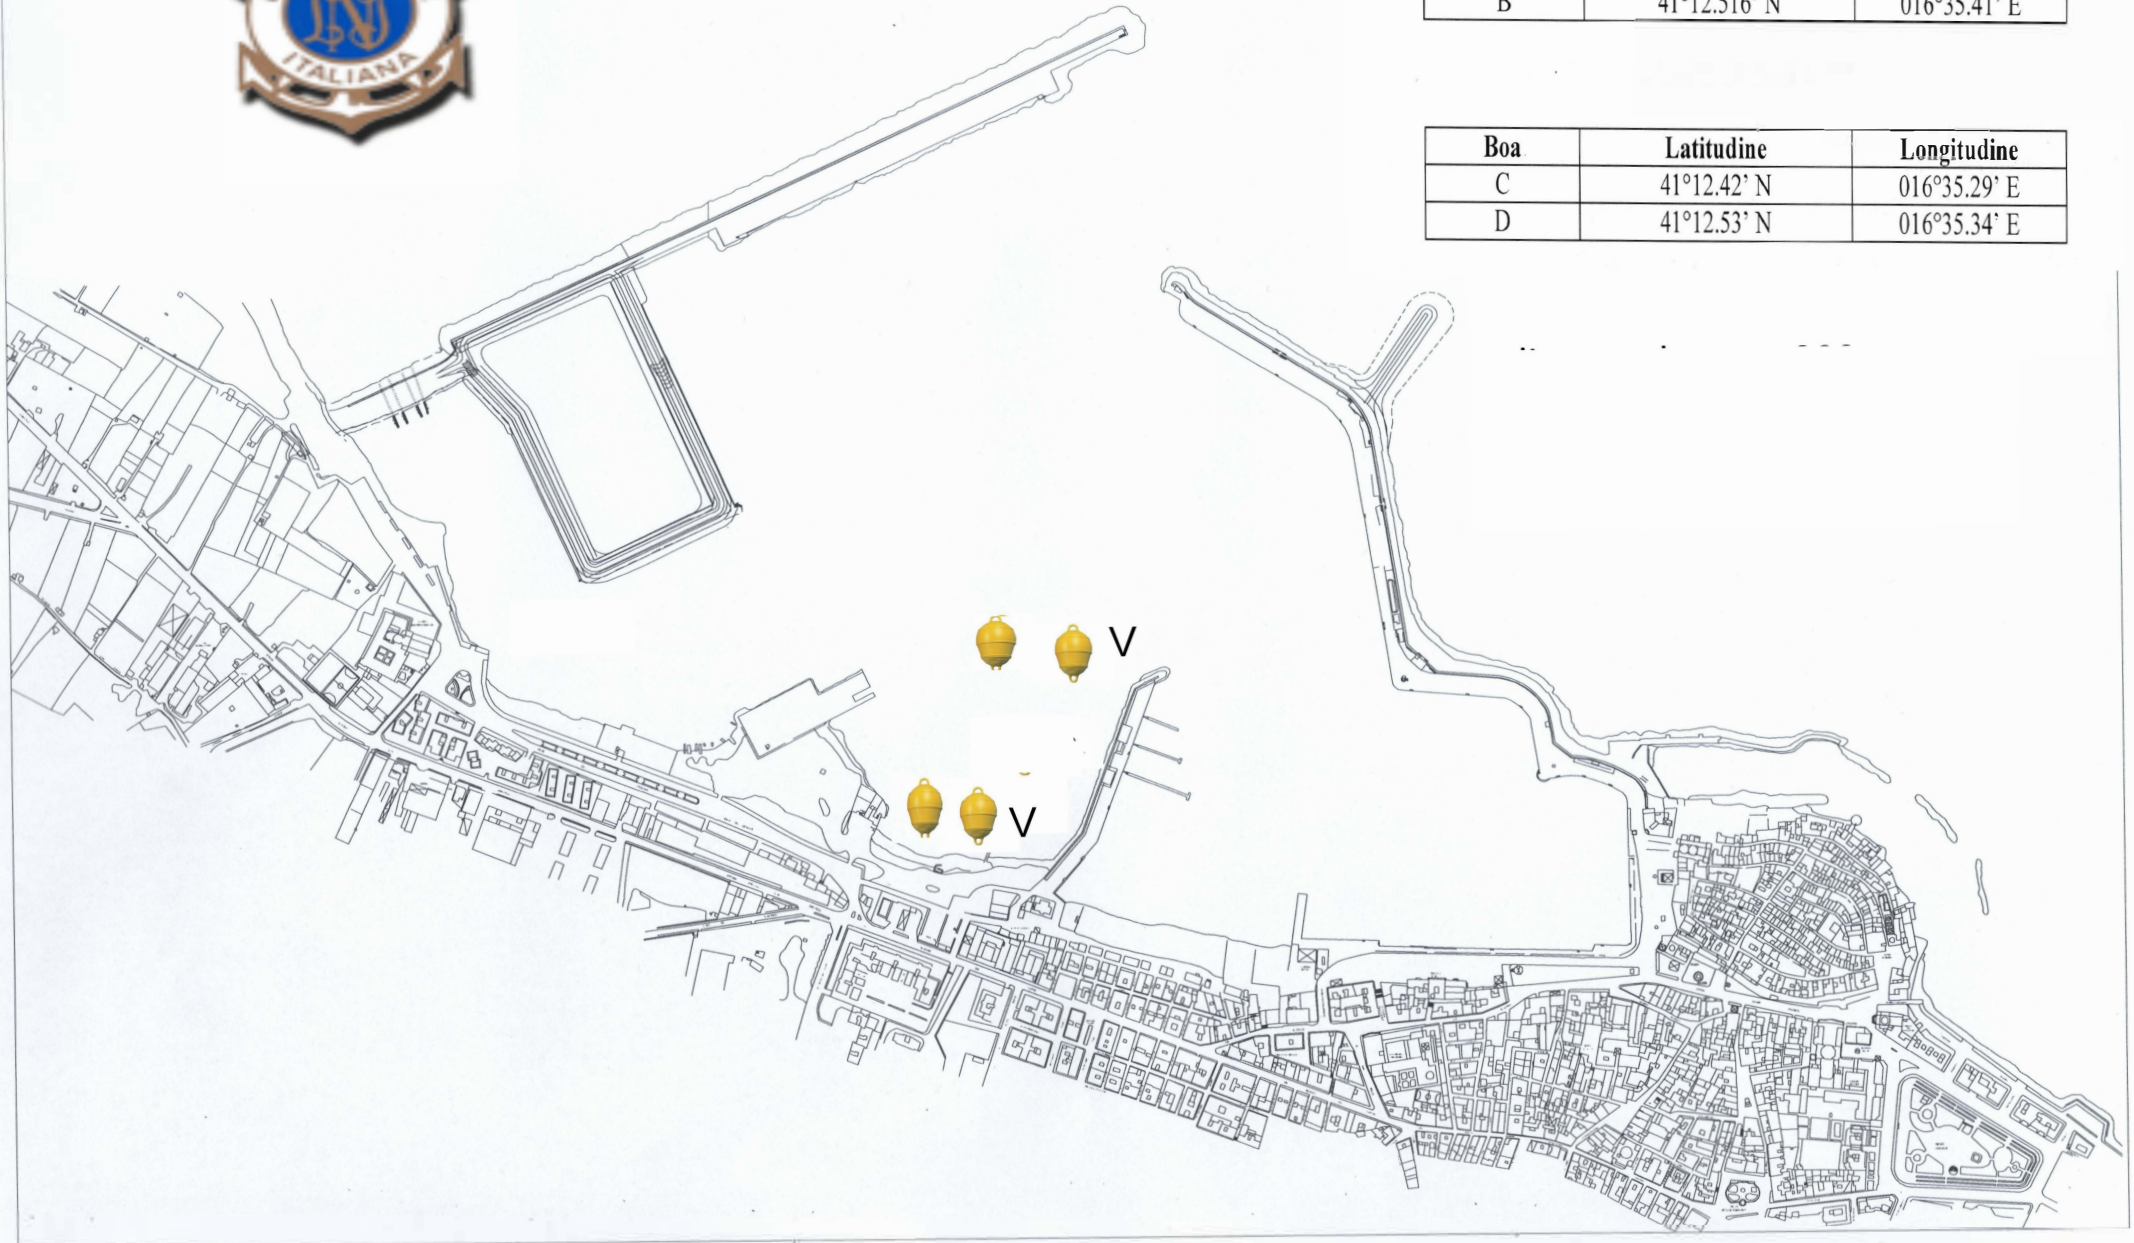 ITALIANA
B 41°12.516' N 016°35.41' E
Boa Latitudine Longitudine
C 41°12.42’ N 016°35.29’ E
D 41°12.53’ N 016°35.34’ E
V
V